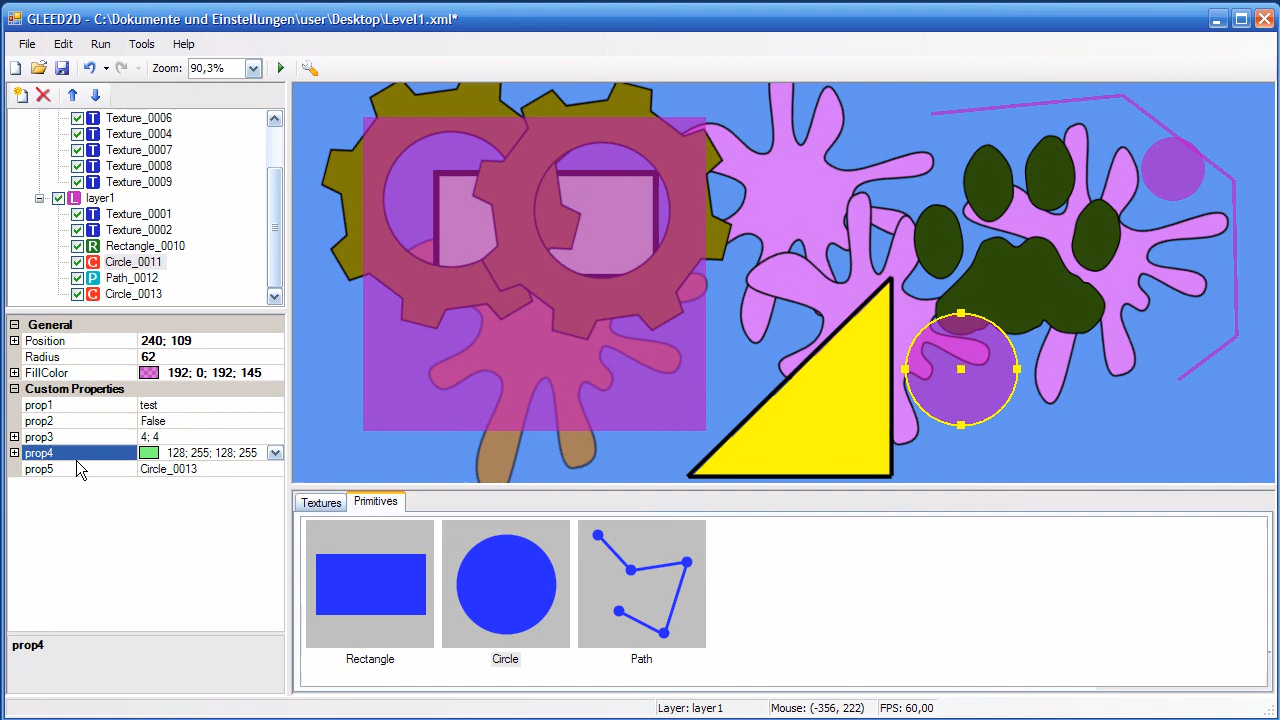 GLEED2D - C:\Dokumente und Einstellungen\user\Desktop\Level1.xml*
File Edit Run Tools Help
Zoom: 90,3%
T Texture_0006
T Texture_0004
T Texture_0007
T Texture_0008
T Texture_0009
L layer1
T Texture_0001
T Texture_0002
R Rectangle_0010
C Circle_0011
P Path_0012
C Circle_0013
General
Position 240; 109
Radius 62
FillColor 192; 0; 192; 145
Custom Properties
prop1 test
prop2 False
prop3 4; 4
prop4 128; 255; 128; 255
prop5 Circle_0013
prop4
Textures Primitives
Rectangle Circle Path
Layer: layer1 Mouse: (-356, 222) FPS: 60,00